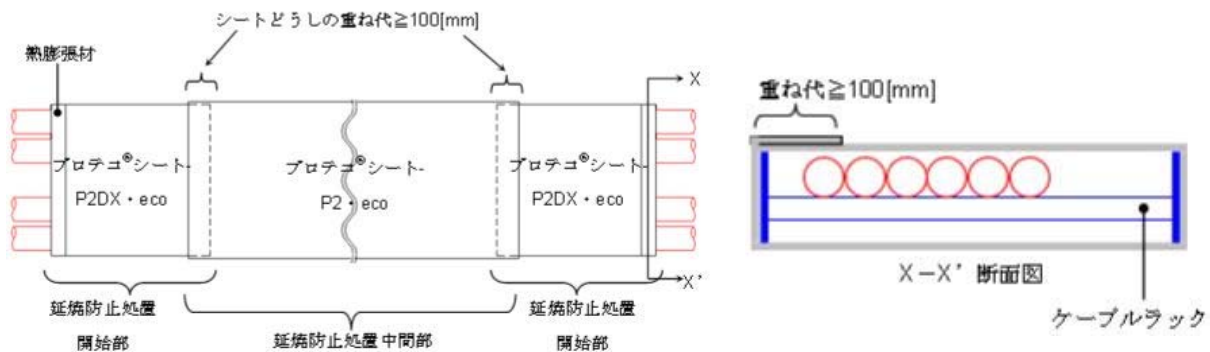 シートどうしの重ね代≧100[mm]
熱膨張材
X
プロテコ®シート-
P2DX・eco
プロテコ®シート-
P2・eco
プロテコ®シート-
P2DX・eco
X’
延焼防止処置
開始部
延焼防止処置中間部
延焼防止処置
開始部
重ね代≧100[mm]
X-X’断面図
ケーブルラック